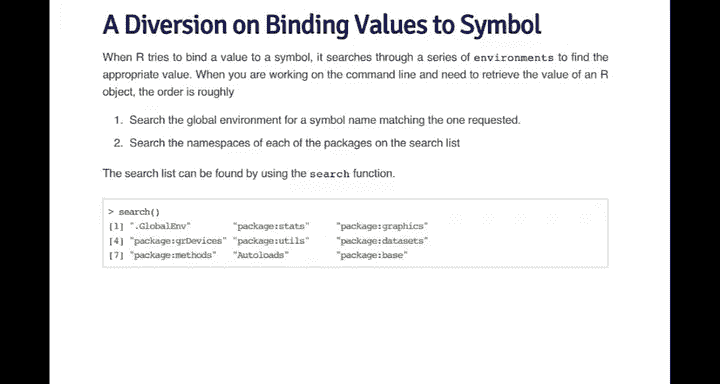 A Diversion on Binding Values to Symbol
When R tries to bind a value to a symbol, it searches through a series of environments to find the
appropriate value. When you are working on the command line and need to retrieve the value of an R
object, the order is roughly
1. Search the global environment for a symbol name matching the one requested.
2. Search the namespaces of each of the packages on the search list
The search list can be found by using the search function.
> search()
[1] ".GlobalEnv" "package:stats" "package:graphics"
[4] "package:grDevices" "package:utils" "package:datasets"
[7] "package:methods" "Autoloads" "package:base"